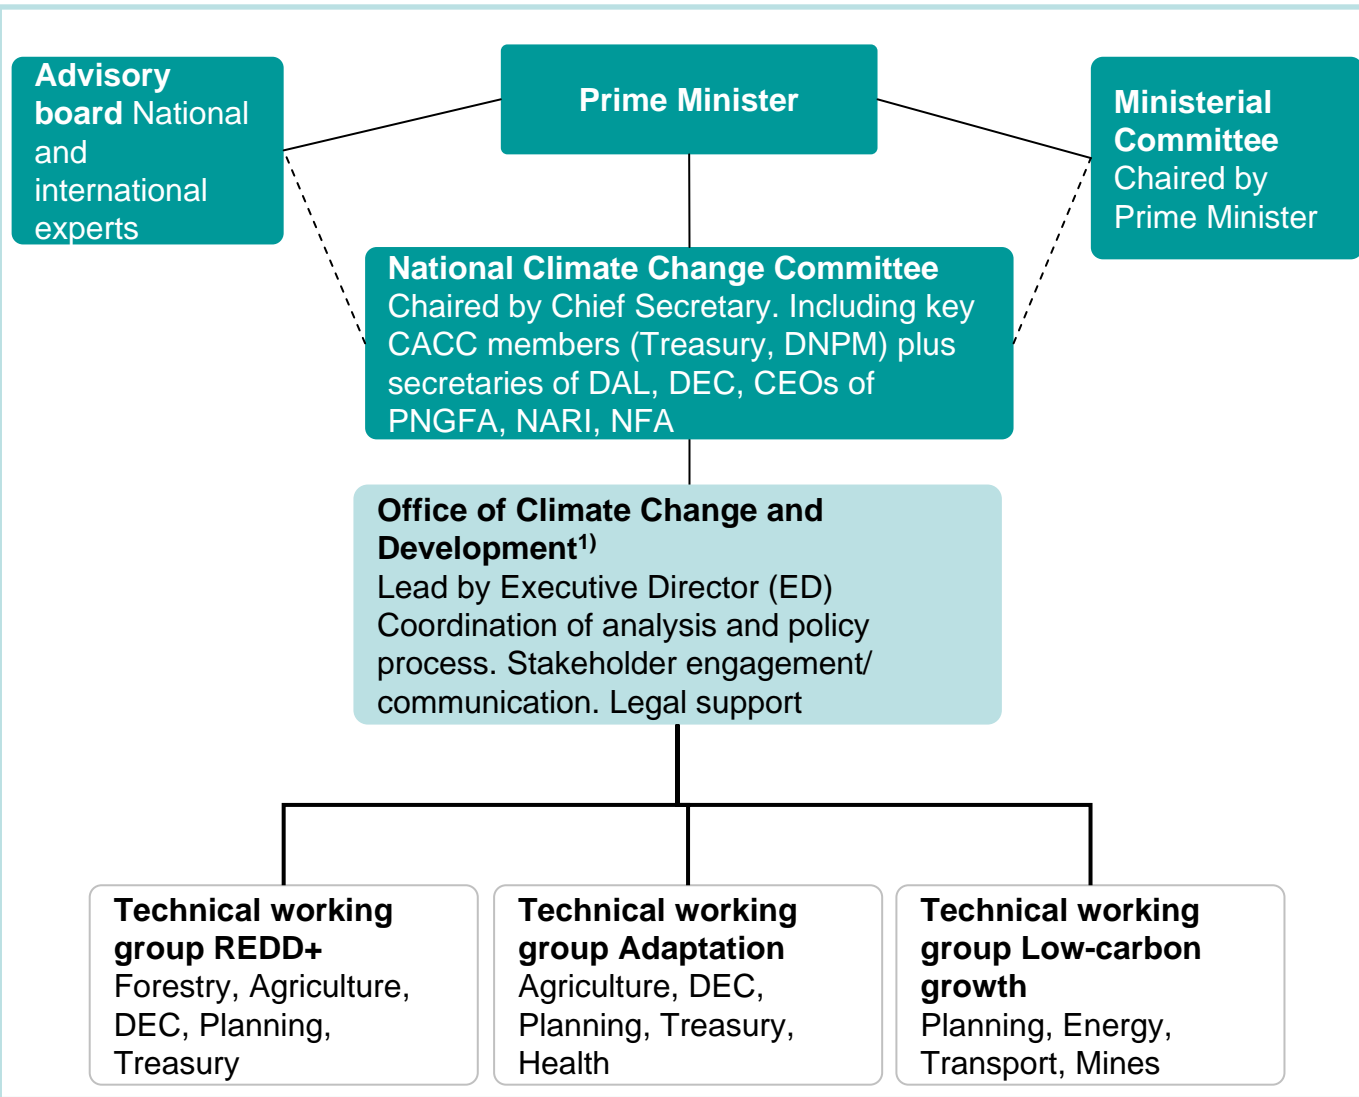 Advisory
board National
and
international
experts
Prime Minister
Ministerial
Committee
Chaired by
Prime Minister
National Climate Change Committee
Chaired by Chief Secretary. Including key
CACC members (Treasury, DNPM) plus
secretaries of DAL, DEC, CEOs of
PNGFA, NARI, NFA
Office of Climate Change and
Development1)
Lead by Executive Director (ED)
Coordination of analysis and policy
process. Stakeholder engagement/
communication. Legal support
Technical working
group REDD+
Forestry, Agriculture,
DEC, Planning,
Treasury
Technical working
group Adaptation
Agriculture, DEC,
Planning, Treasury,
Health
Technical working
group Low-carbon
growth
Planning, Energy,
Transport, Mines